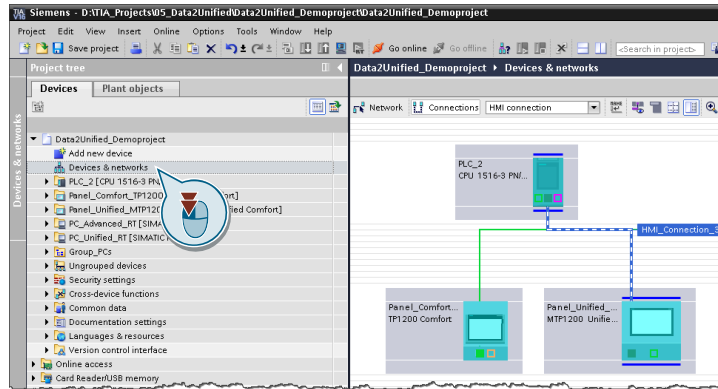 Siemens - D:\TIA_Projects\05_Data2Unified\Data2Unified_Demoproject\Data2Unified_Demoproject
Project Edit View Insert Online Options Tools Window Help
Save project Go online Go offline <Search in project>
Project tree
Data2Unified_Demoproject ▸ Devices & networks
Devices Plant objects
Network Connections HMI connection
Devices & networks
Data2Unified_Demoproject
Add new device
Devices & networks
PLC_2 [CPU 1516-3 PN/
Panel_Comfort_TP1200 ort]
Panel_Unified_MTP12 fied Comfort]
PC_Advanced_RT [SIMA
PC_Unified_RT [SIMATIC
Group_PCs
Ungrouped devices
Security settings
Cross-device functions
Common data
Documentation settings
Languages & resources
Version control interface
Online access
Card Reader/USB memory
PLC_2
CPU 1516-3 PN/...
HMI_Connection_
Panel_Comfort...
TP1200 Comfort
Panel_Unified_...
MTP1200 Unifie...